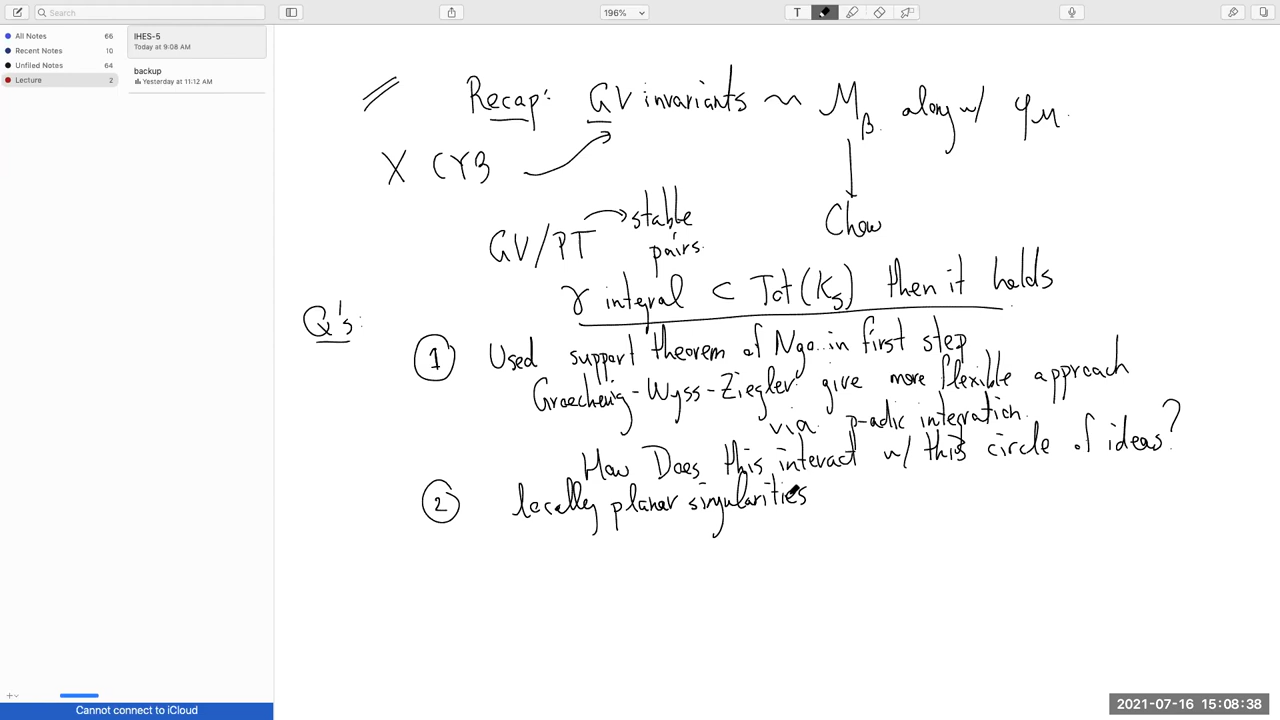 Search
196%
T
All Notes 66
Recent Notes 10
Unfiled Notes 64
Lecture 2
IHES-5
Today at 9:08 AM
backup
Yesterday at 11:12 AM
Recap: GV invariants ~ M_β along w/ φ_M.
X CY3
Chow
GV/PT → stable pairs.
γ integral ⊂ Tot(K_S) then it holds
Q's:
① Used support theorem of Ngo.. in first step
Groechenig-Wyss-Ziegler: give more flexible approach
via p-adic integration.
How Does this interact w/ this circle of ideas?
② locally planar singularities
Cannot connect to iCloud
2021-07-16 15:08:38